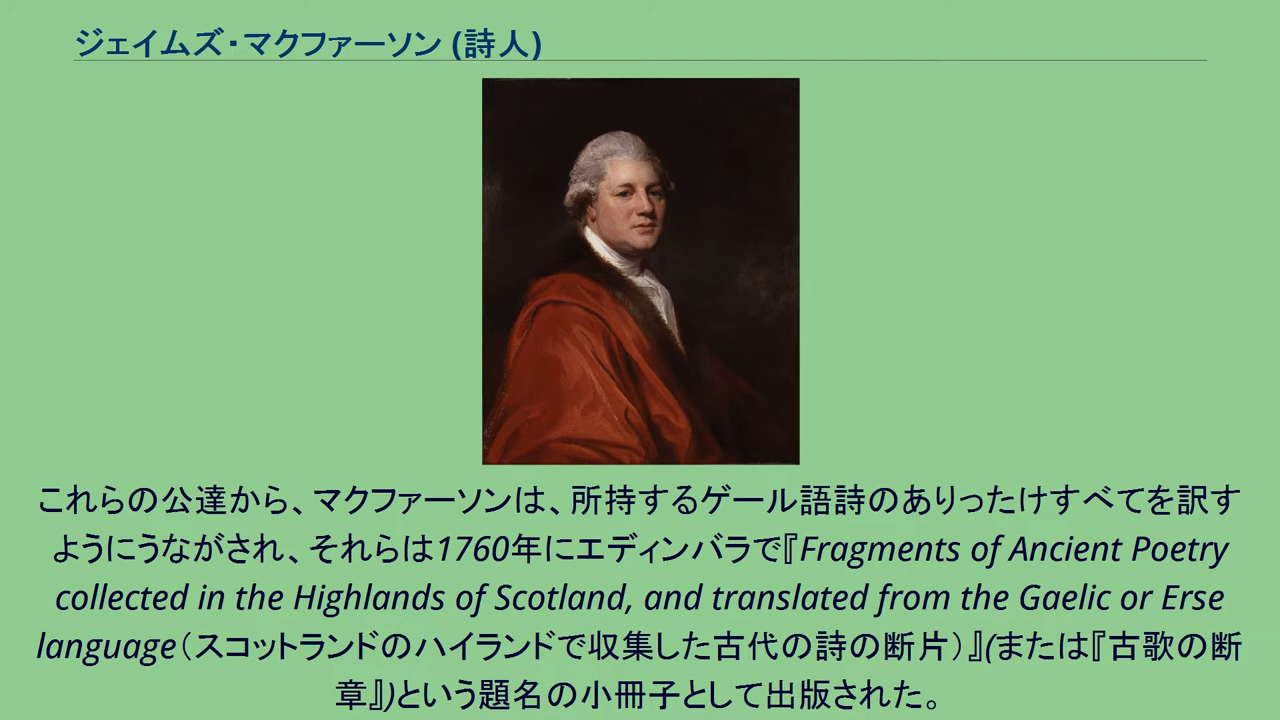 ジェイムズ・マクファーソン (詩人)
これらの公達から、マクファーソンは、所持するゲール語詩のありったけすべてを訳す
ようにうながされ、それらは1760年にエディンバラで『Fragments of Ancient Poetry
collected in the Highlands of Scotland, and translated from the Gaelic or Erse
language（スコットランドのハイランドで収集した古代の詩の断片）』(または『古歌の断
章』)という題名の小冊子として出版された。